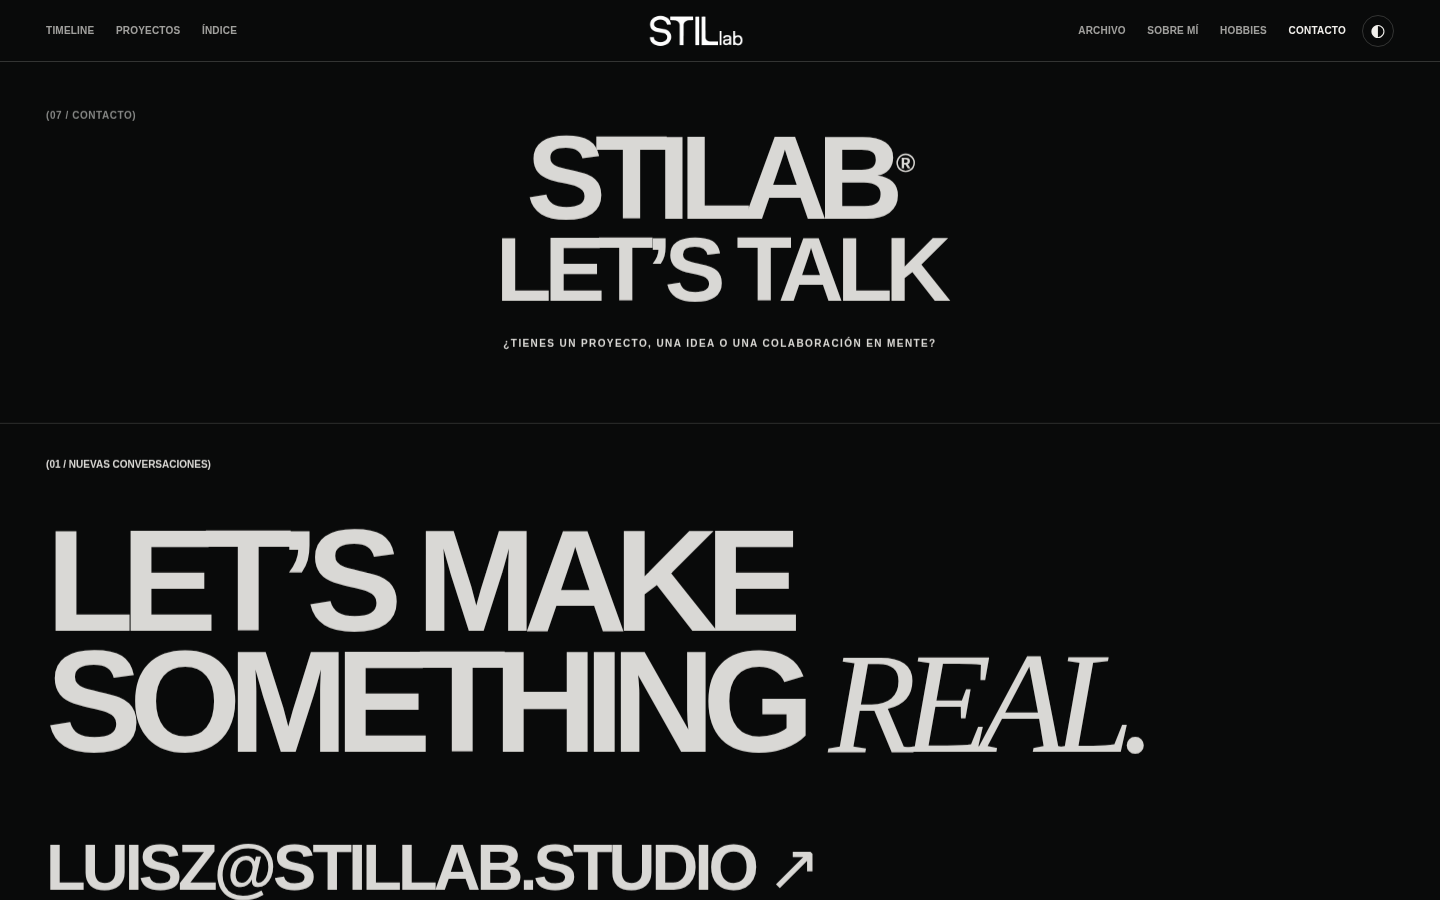 TIMELINE PROYECTOS ÍNDICE STILlab ARCHIVO SOBRE MÍ HOBBIES CONTACTO
(07 / CONTACTO)
STILAB®
LET’S TALK
¿TIENES UN PROYECTO, UNA IDEA O UNA COLABORACIÓN EN MENTE?
(01 / NUEVAS CONVERSACIONES)
LET’S MAKE
SOMETHING REAL.
LUISZ@STILLAB.STUDIO ↗